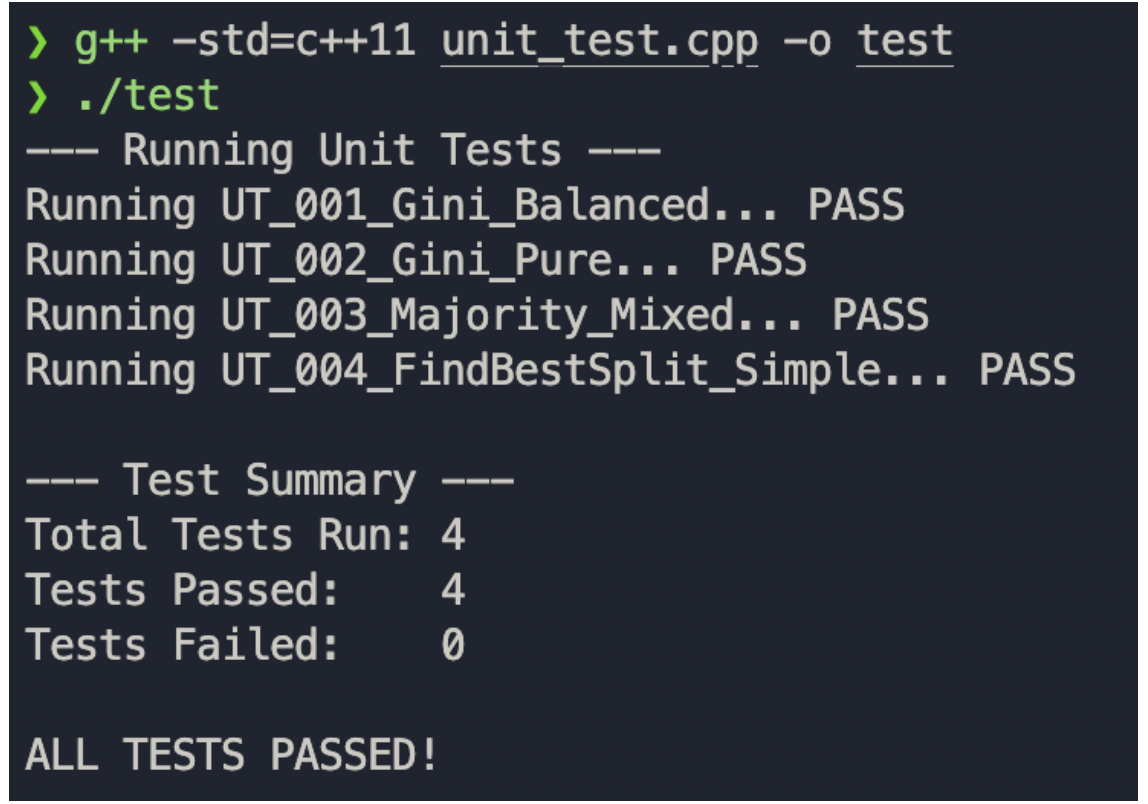 ❯ g++ -std=c++11 unit_test.cpp -o test
❯ ./test
--- Running Unit Tests ---
Running UT_001_Gini_Balanced... PASS
Running UT_002_Gini_Pure... PASS
Running UT_003_Majority_Mixed... PASS
Running UT_004_FindBestSplit_Simple... PASS
--- Test Summary ---
Total Tests Run: 4
Tests Passed:    4
Tests Failed:    0
ALL TESTS PASSED!